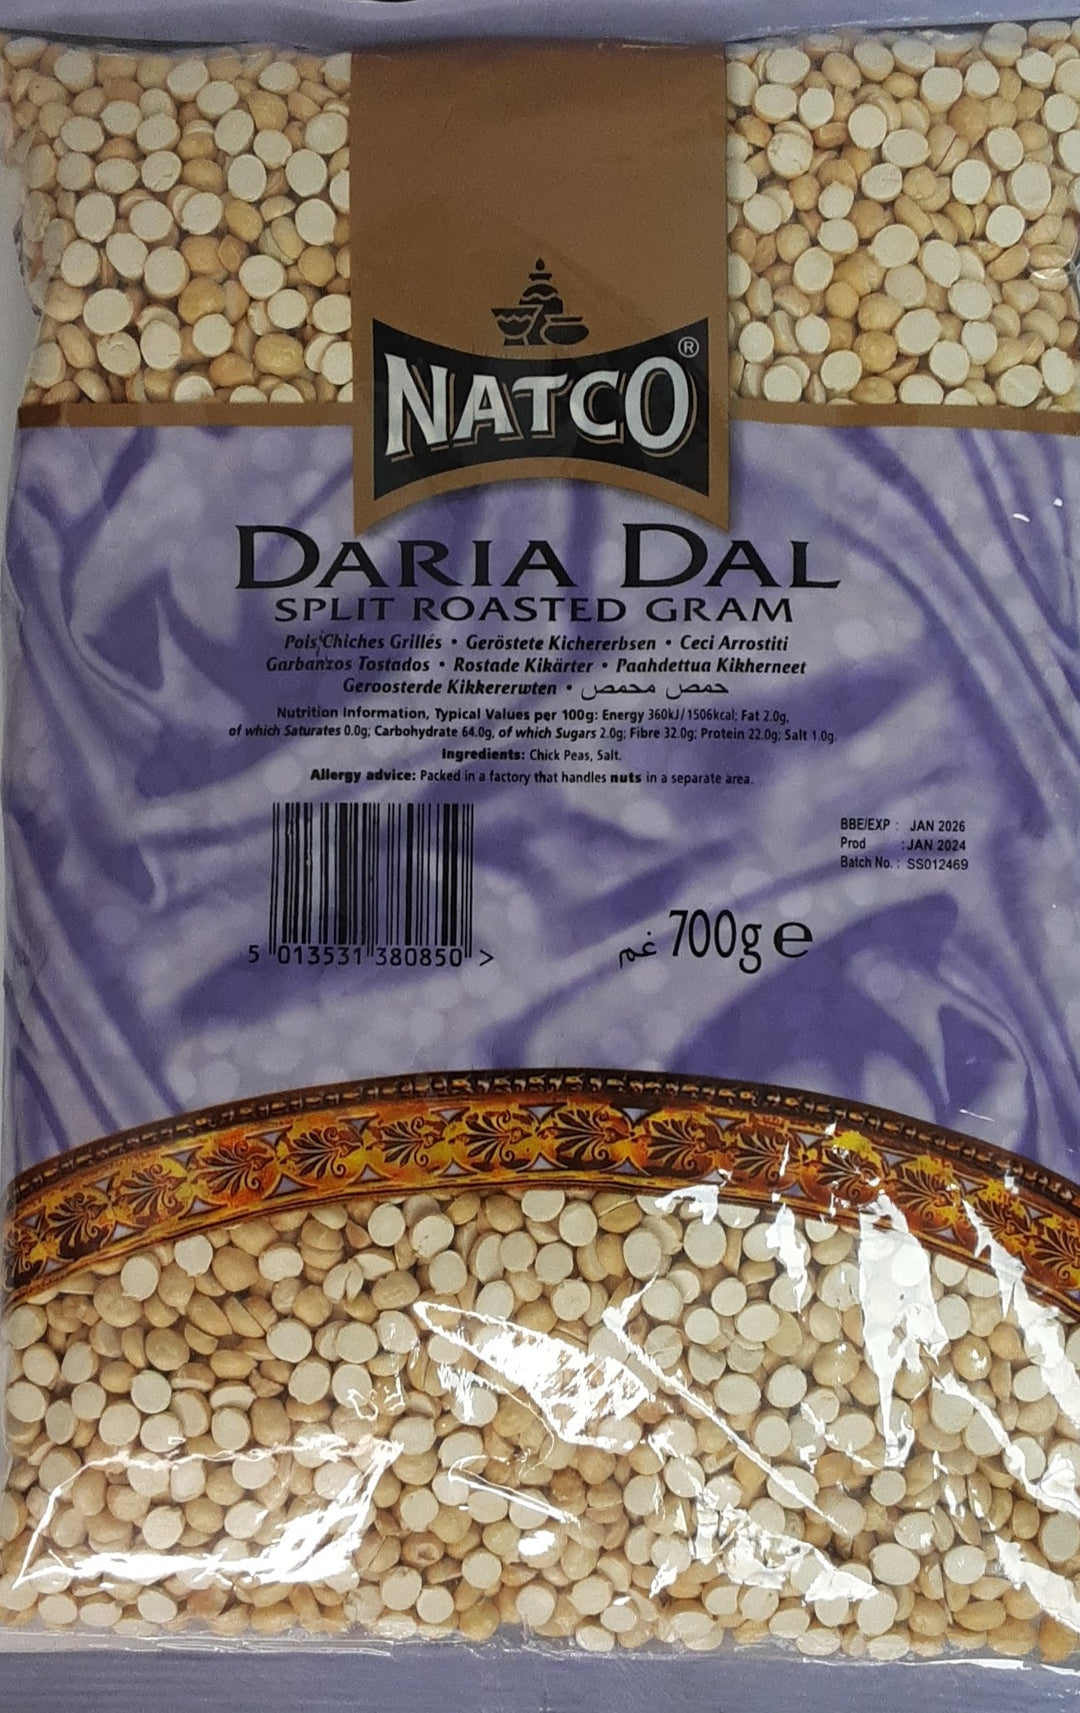 NATCO®
DARIA DAL
SPLIT ROASTED GRAM
Pois Chiches Grillés • Geröstete Kichererbsen • Ceci Arrostiti
Garbanzos Tostados • Rostade Kikärter • Paahdettua Kikherneet
Geroosterde Kikkererwten • حمص محمص
Nutrition Information, Typical Values per 100g: Energy 360kJ/1506kcal; Fat 2.0g,
of which Saturates 0.0g; Carbohydrate 64.0g, of which Sugars 2.0g; Fibre 32.0g; Protein 22.0g; Salt 1.0g.
Ingredients: Chick Peas, Salt.
Allergy advice: Packed in a factory that handles nuts in a separate area.
BBE/EXP : JAN 2026
Prod : JAN 2024
Batch No. : SS012469
5 013531 380850 >
700g e غم